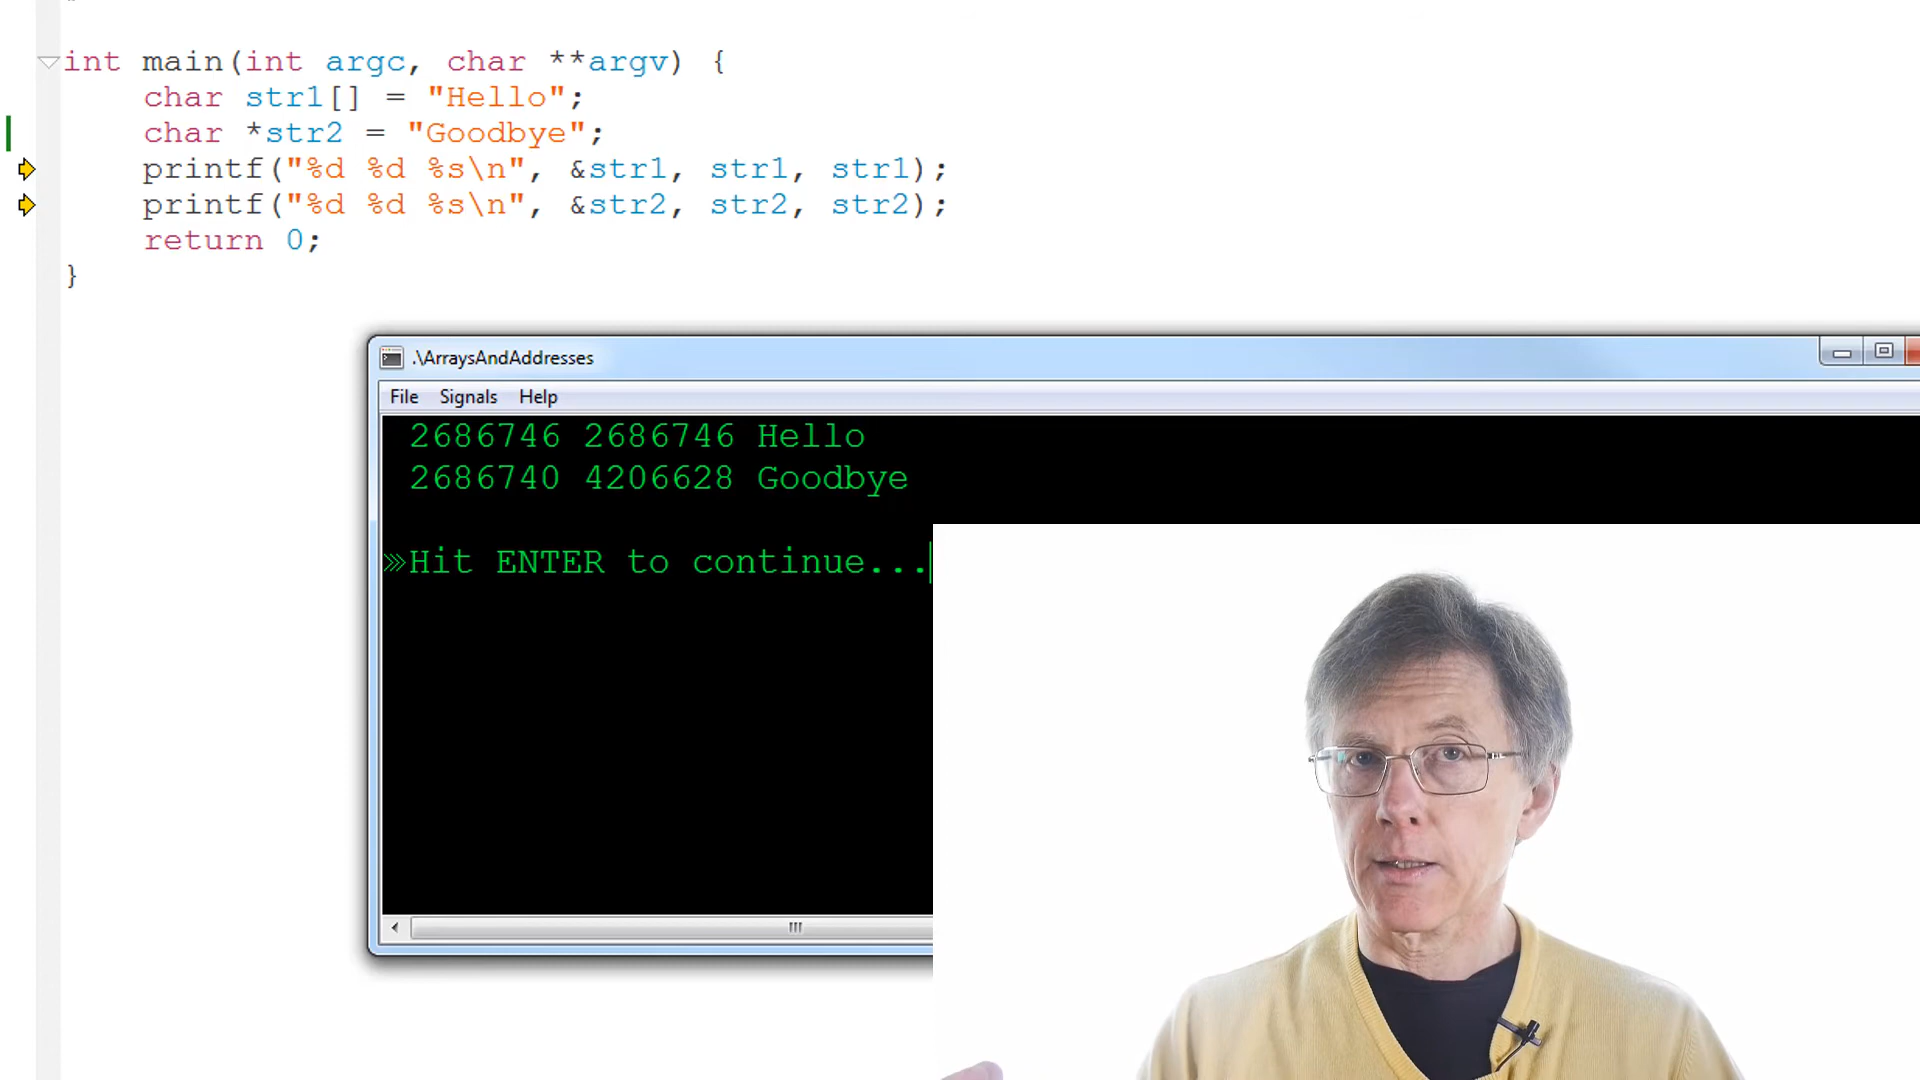 int main(int argc, char **argv) {
char str1[] = "Hello";
char *str2 = "Goodbye";
printf("%d %d %s\n", &str1, str1, str1);
printf("%d %d %s\n", &str2, str2, str2);
return 0;
}
.\ArraysAndAddresses
File Signals Help
2686746 2686746 Hello
2686740 4206628 Goodbye
>>>Hit ENTER to continue...